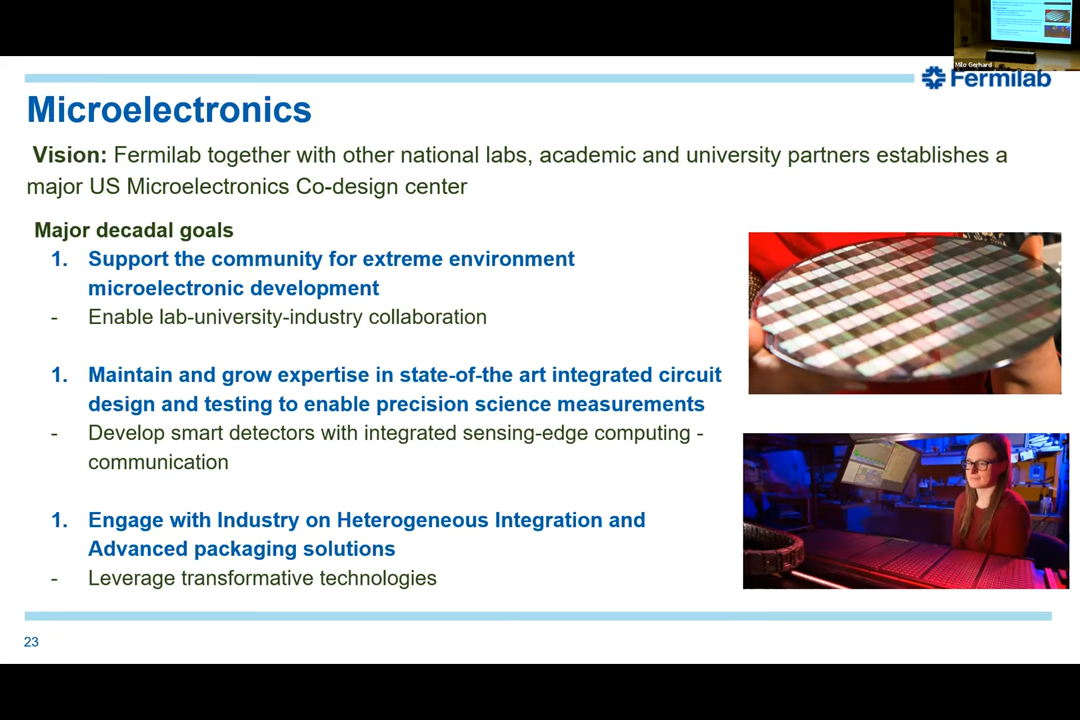 Milo Gerhard
Fermilab
Microelectronics
Vision: Fermilab together with other national labs, academic and university partners establishes a
major US Microelectronics Co-design center
Major decadal goals
1. Support the community for extreme environment
microelectronic development
- Enable lab-university-industry collaboration
1. Maintain and grow expertise in state-of-the art integrated circuit
design and testing to enable precision science measurements
- Develop smart detectors with integrated sensing-edge computing -
communication
1. Engage with Industry on Heterogeneous Integration and
Advanced packaging solutions
- Leverage transformative technologies
23